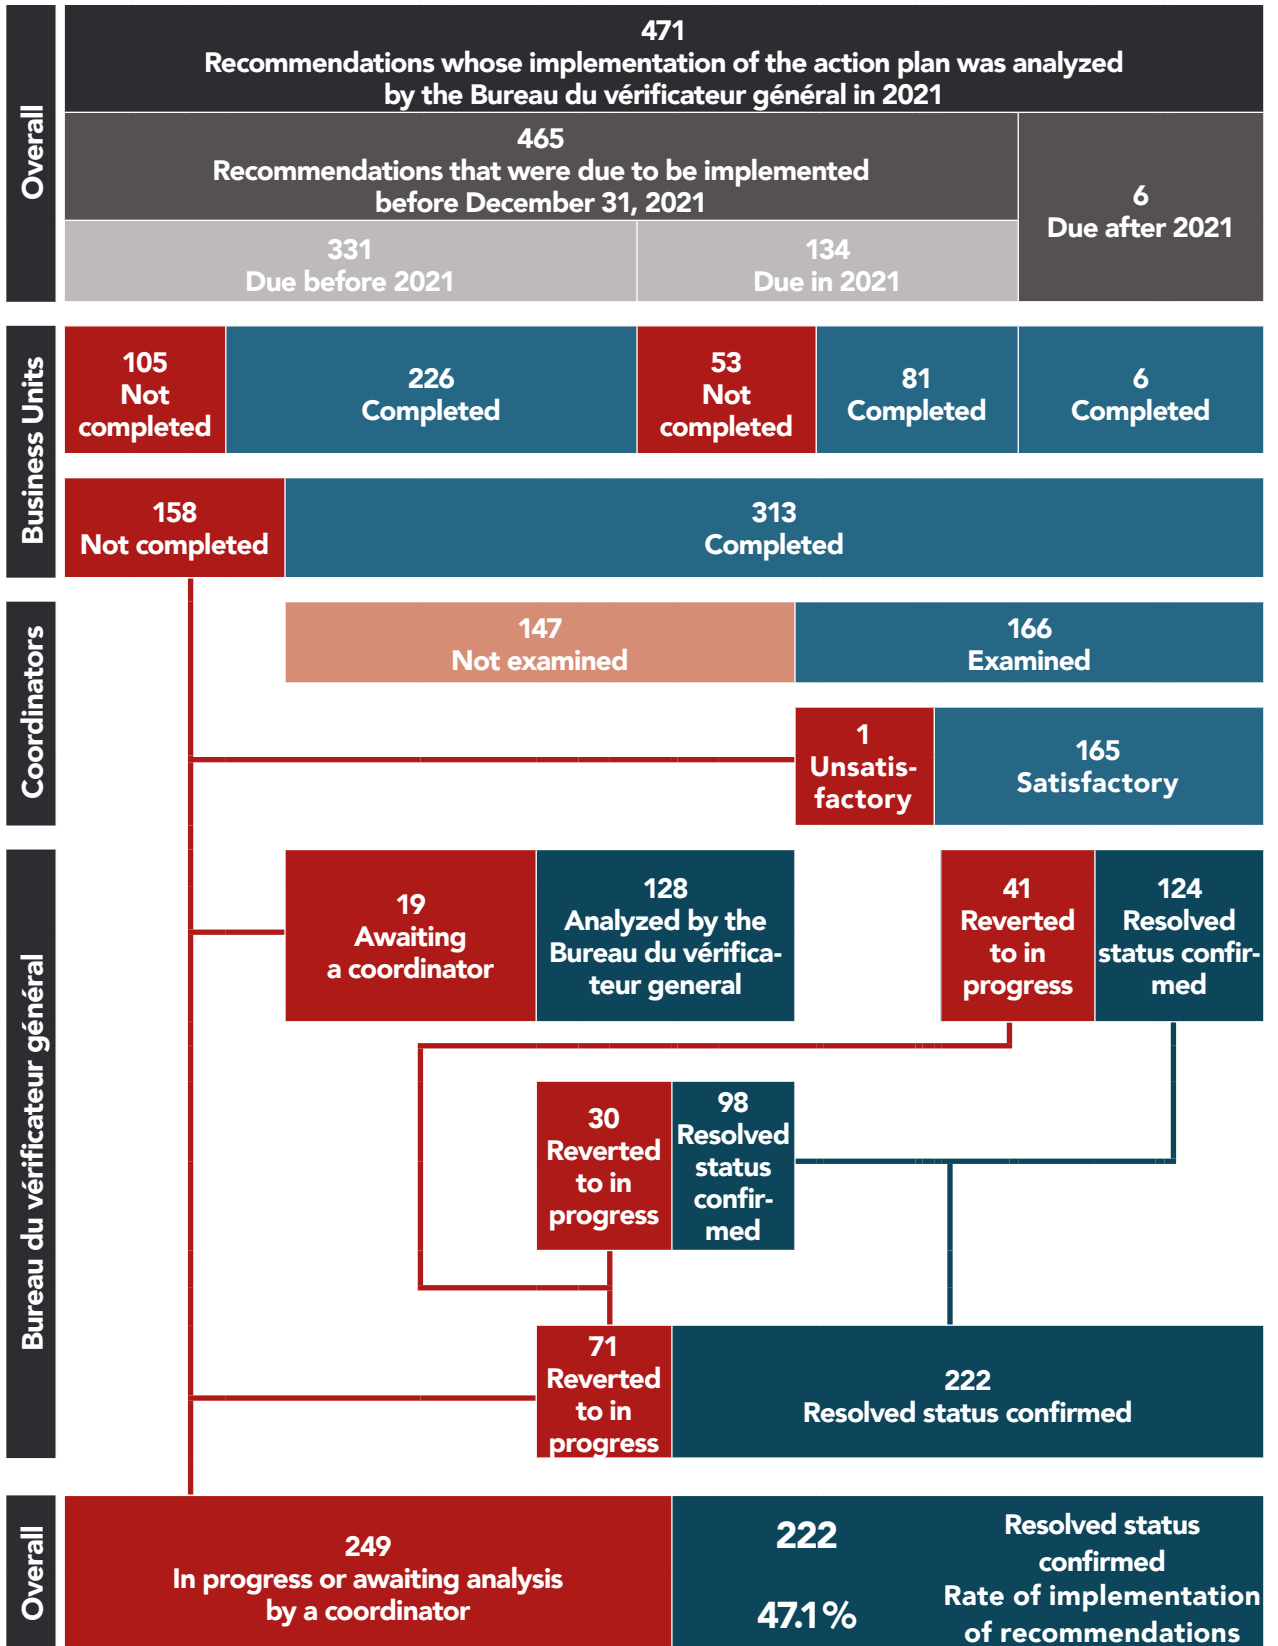 Overall
471
Recommendations whose implementation of the action plan was analyzed
by the Bureau du vérificateur général in 2021
465
Recommendations that were due to be implemented
before December 31, 2021
6
Due after 2021
331
Due before 2021
134
Due in 2021
Business Units
105
Not
completed
226
Completed
53
Not
completed
81
Completed
6
Completed
158
Not completed
313
Completed
Coordinators
147
Not examined
166
Examined
1
Unsatis-
factory
165
Satisfactory
Bureau du vérificateur général
19
Awaiting
a coordinator
128
Analyzed by the
Bureau du vérifica-
teur general
41
Reverted
to in
progress
124
Resolved
status confir-
med
30
Reverted
to in
progress
98
Resolved
status
confir-
med
71
Reverted
to in
progress
222
Resolved status confirmed
Overall
249
In progress or awaiting analysis
by a coordinator
222
Resolved status
confirmed
47.1%
Rate of implementation
of recommendations